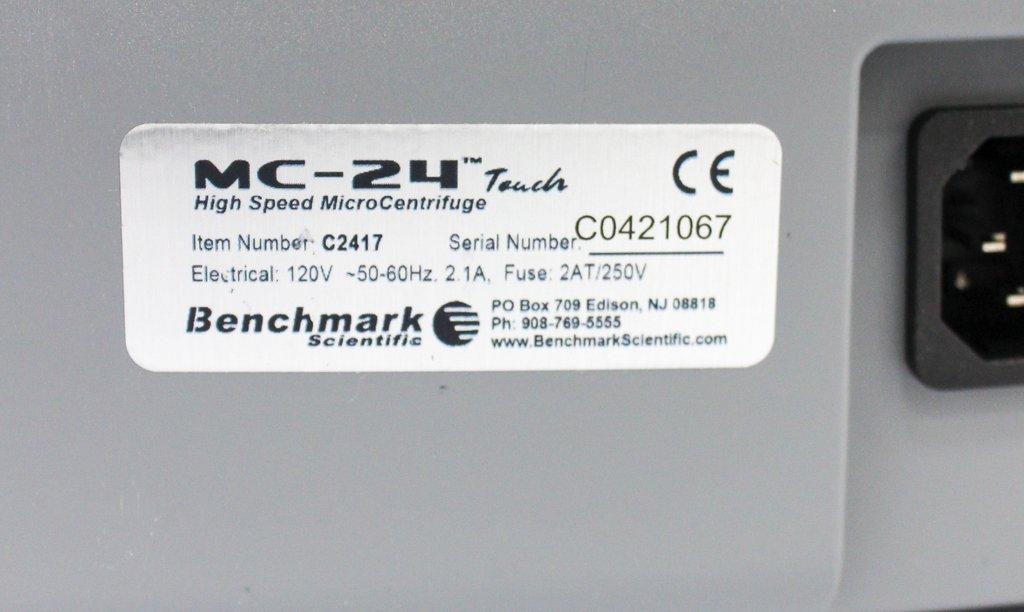 MC-24™ Touch
High Speed MicroCentrifuge
CE
Item Number: C2417 Serial Number: C0421067
Electrical: 120V ~50-60Hz. 2.1A, Fuse: 2AT/250V
Benchmark
Scientific
PO Box 709 Edison, NJ 08818
Ph: 908-769-5555
www.BenchmarkScientific.com